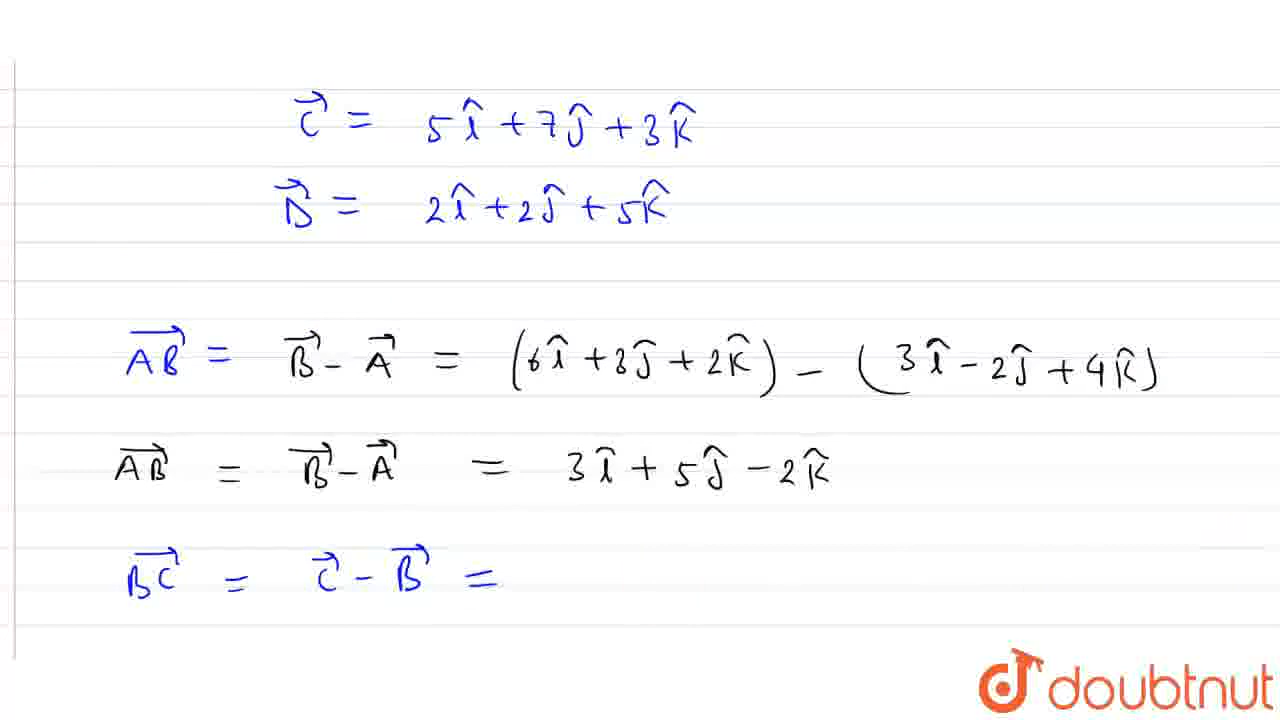 C⃗ = 5î + 7ĵ + 3k̂
D⃗ = 2î + 2ĵ + 5k̂
AB⃗ = B⃗ - A⃗ = (6î + 3ĵ + 2k̂) - (3î - 2ĵ + 4k̂)
AB⃗ = B⃗ - A⃗ = 3î + 5ĵ - 2k̂
BC⃗ = C⃗ - B⃗ =
doubtnut